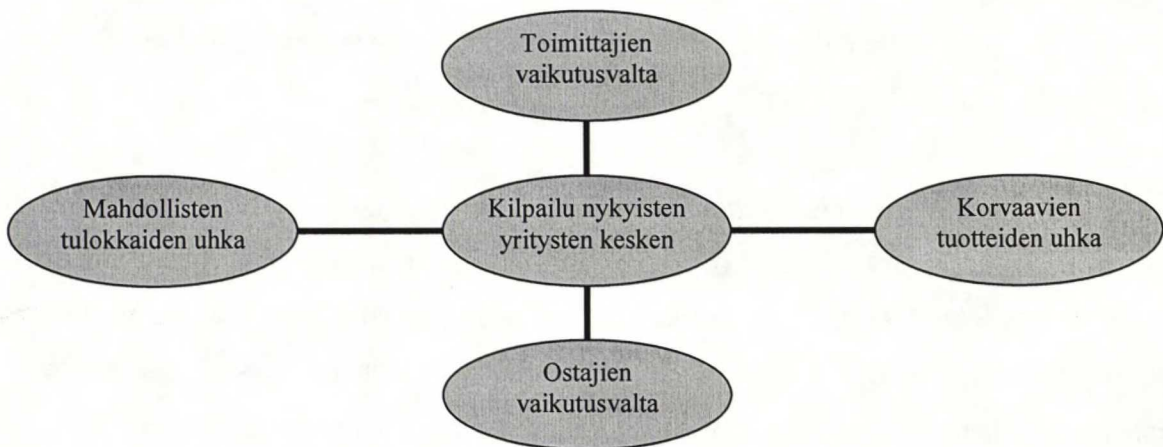 Toimittajien
vaikutusvalta
Mahdollisten
tulokkaiden uhka
Kilpailu nykyisten
yritysten kesken
Korvaavien
tuotteiden uhka
Ostajien
vaikutusvalta